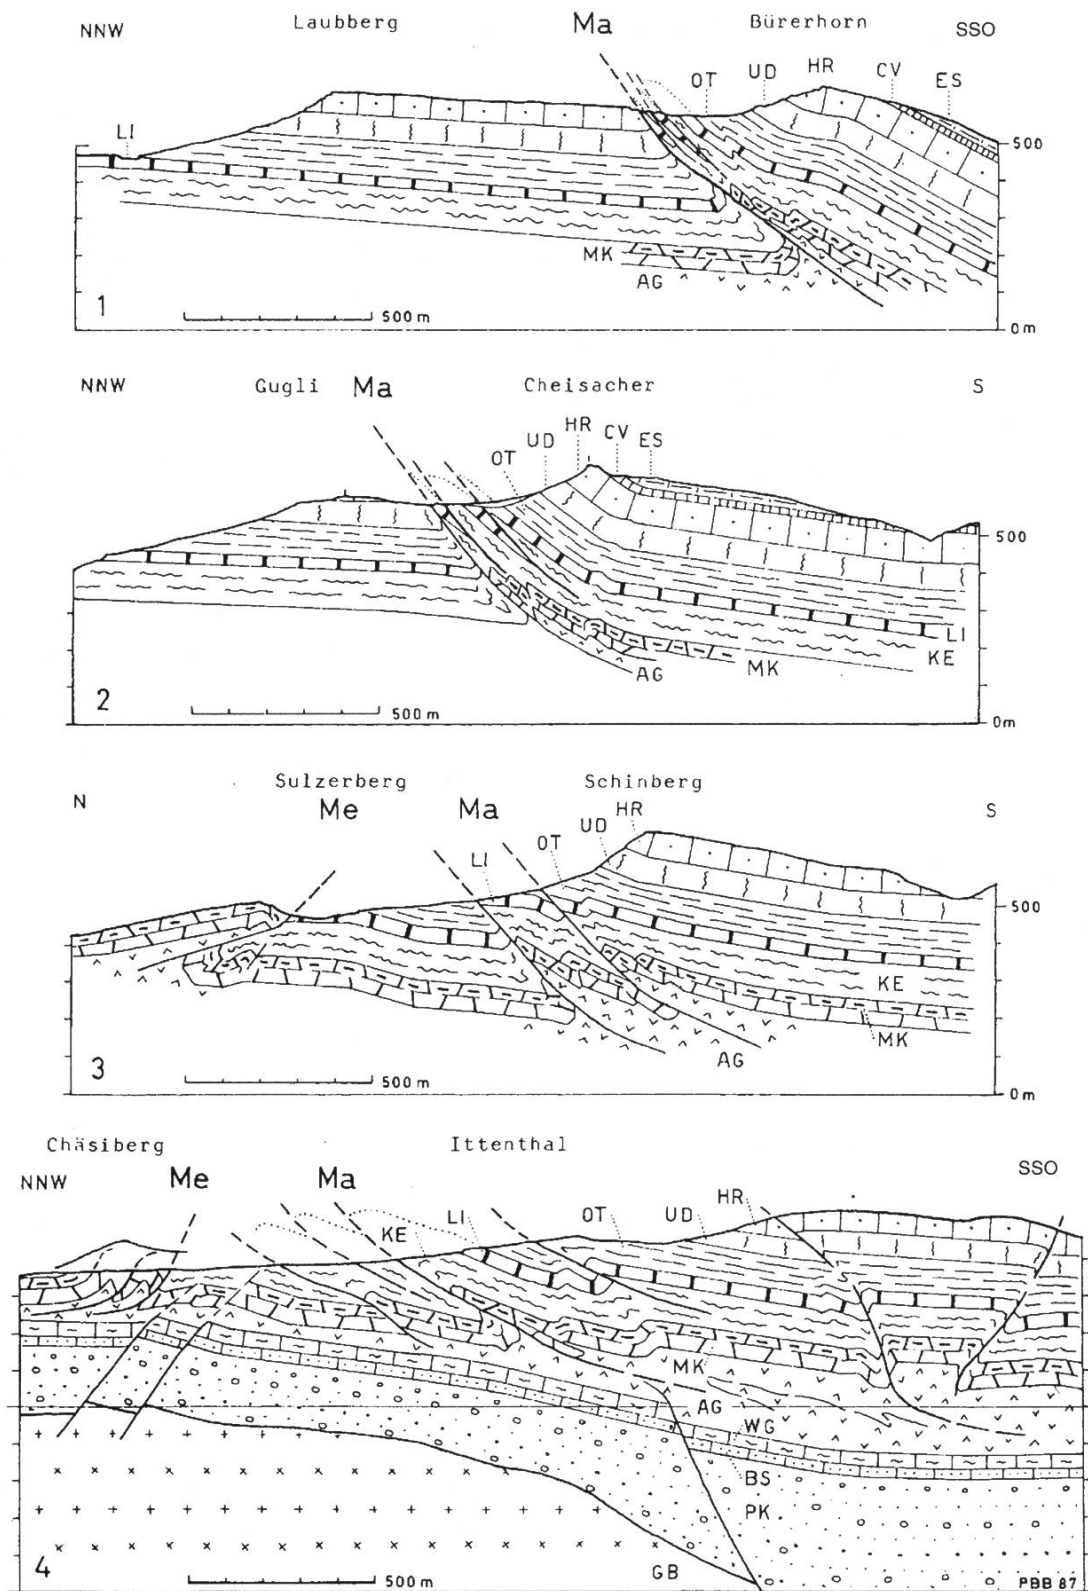 NNW Laubberg Ma Bürerhorn SSO
OT UD HR CV ES
LI
500
MK
AG
1
500 m
0 m
NNW Gugli Ma Cheisacher S
OT UD HR CV ES
500
LI
KE
MK
AG
2
500 m
0 m
N Sulzerberg Schinberg S
Me Ma HR
LI OT UD
500
KE
MK
AG
3
500 m
0 m
Chäsiberg Ittenthal
NNW Me Ma SSO
KE LI OT UD HR
MK
AG
WG
BS
PK
4
500 m
GB
PBB 87